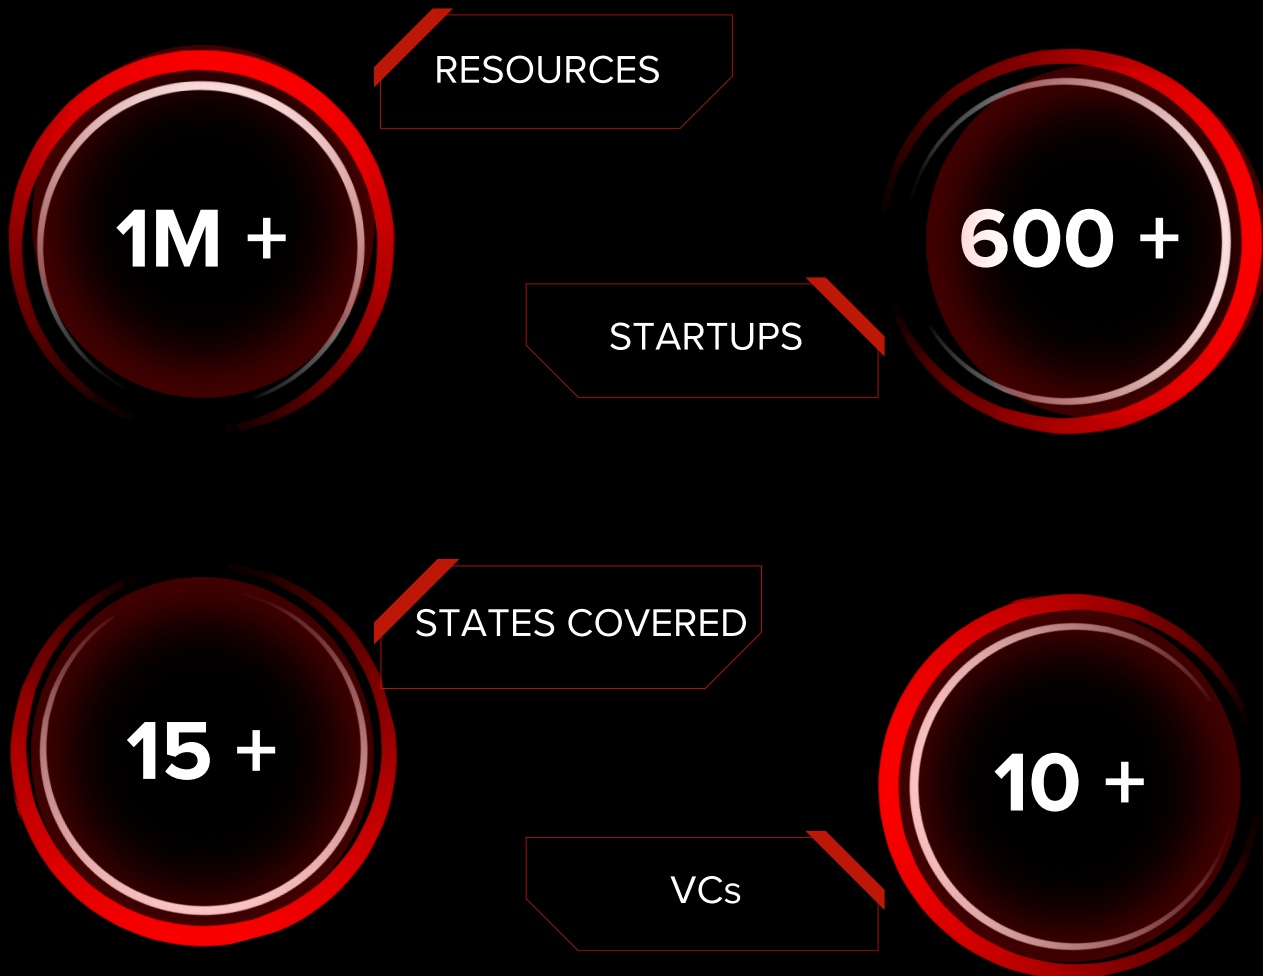 RESOURCES
1M +
600 +
STARTUPS
STATES COVERED
15 +
10 +
VCs